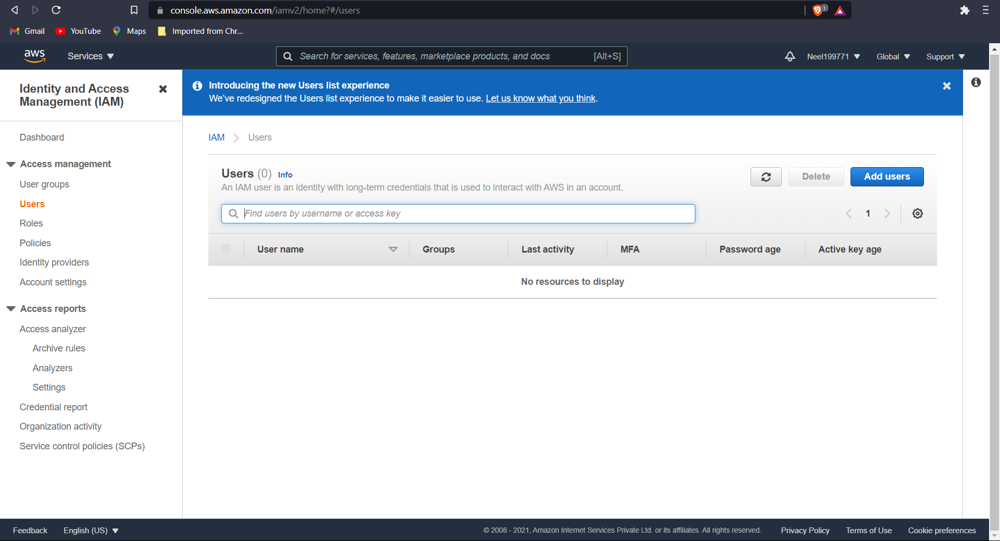 console.aws.amazon.com/iamv2/home?#/users
1
Gmail
YouTube
Maps
Imported from Chr...
aws
Services
Search for services, features, marketplace products, and docs
[Alt+S]
Neel199771
Global
Support
Identity and Access
Management (IAM)
Dashboard
Access management
User groups
Users
Roles
Policies
Identity providers
Account settings
Access reports
Access analyzer
Archive rules
Analyzers
Settings
Credential report
Organization activity
Service control policies (SCPs)
Introducing the new Users list experience
We've redesigned the Users list experience to make it easier to use. Let us know what you think.
IAM
Users
Users (0) Info
An IAM user is an identity with long-term credentials that is used to interact with AWS in an account.
Delete
Add users
Find users by username or access key
1
User name
Groups
Last activity
MFA
Password age
Active key age
No resources to display
Feedback
English (US)
© 2008 - 2021, Amazon Internet Services Private Ltd. or its affiliates. All rights reserved.
Privacy Policy
Terms of Use
Cookie preferences